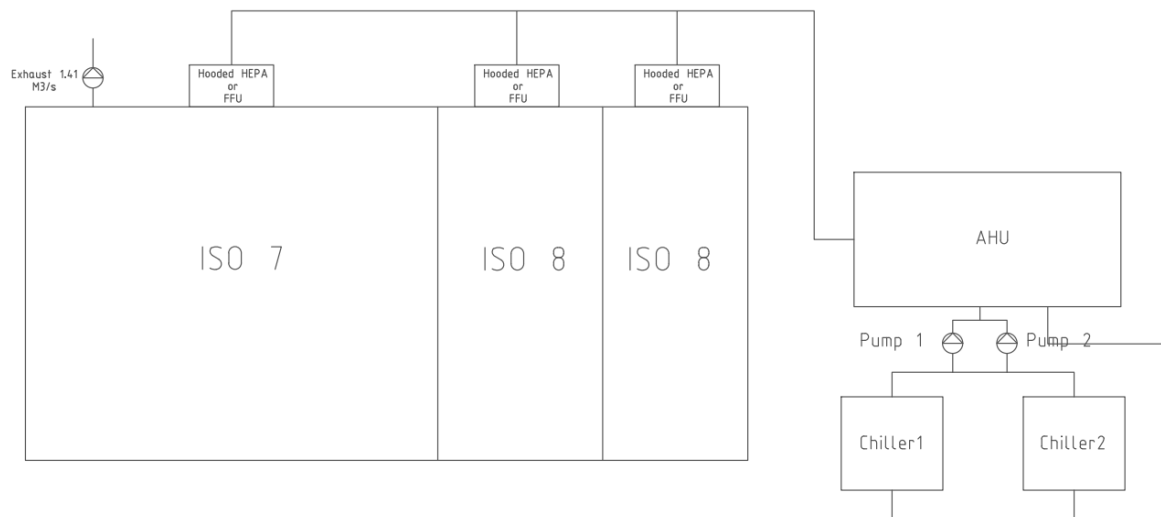 Exhaust 1.41
M3/s
Hooded HEPA
or
FFU
Hooded HEPA
or
FFU
Hooded HEPA
or
FFU
ISO 7
ISO 8
ISO 8
AHU
Pump 1
Pump 2
Chiller1
Chiller2